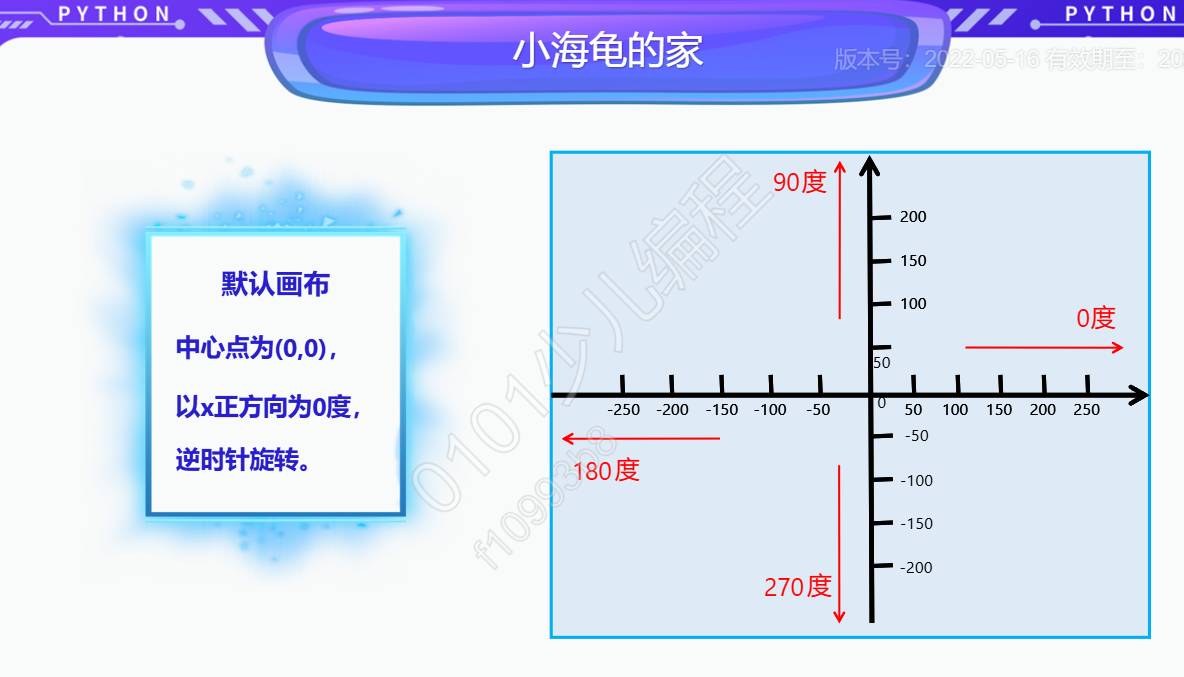 PYTHON
PYTHON
小海龟的家
版本号：2022-05-16 有效期至：20
默认画布
中心点为(0,0)，
以x正方向为0度，
逆时针旋转。
90度
200
150
100
0度
50
-250 -200 -150 -100 -50 0 50 100 150 200 250
-50
180度
-100
-150
-200
270度
0101少儿编程
f10993b8